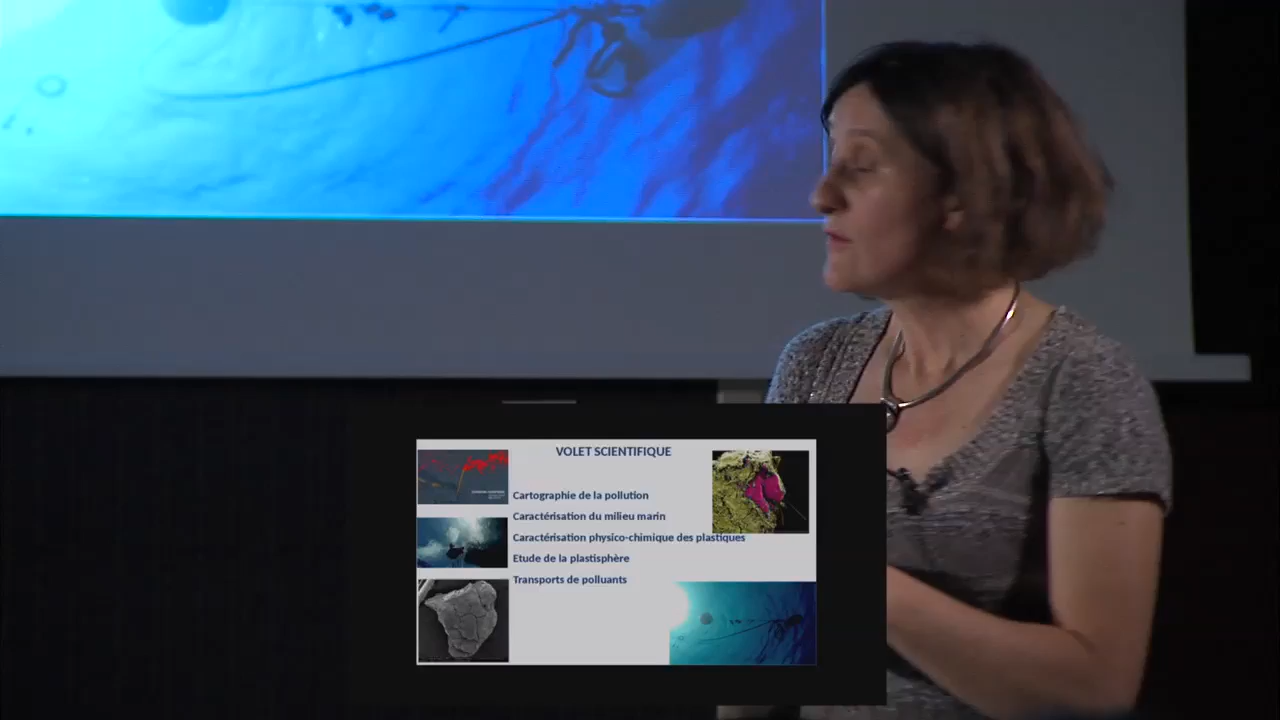 VOLET SCIENTIFIQUE
Cartographie de la pollution
Caractérisation du milieu marin
Caractérisation physico-chimique des plastiques
Etude de la plastisphère
Transports de polluants